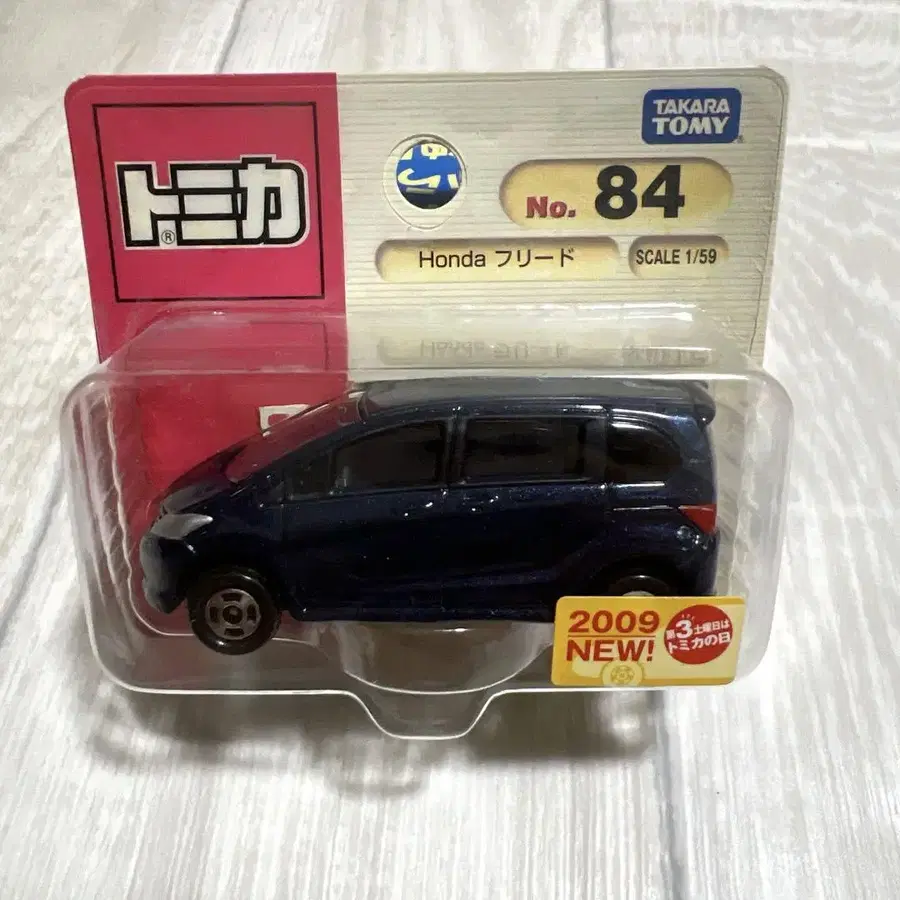 トミカ®
TAKARA
TOMY
No. 84
Honda フリード
SCALE 1/59
2009
NEW!
第3土曜日は
トミカの日